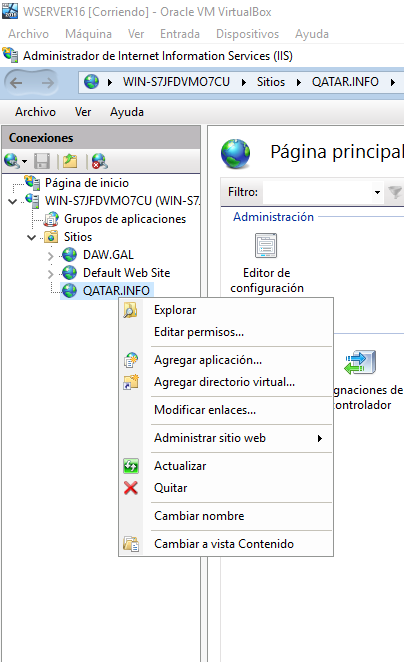 WSERVER16 [Corriendo] - Oracle VM VirtualBox
Archivo Máquina Ver Entrada Dispositivos Ayuda
Administrador de Internet Information Services (IIS)
WIN-S7JFDVMO7CU Sitios QATAR.INFO
Archivo Ver Ayuda
Conexiones
Página de inicio
WIN-S7JFDVMO7CU (WIN-S7
Grupos de aplicaciones
Sitios
DAW.GAL
Default Web Site
QATAR.INFO
Explorar
Editar permisos...
Agregar aplicación...
Agregar directorio virtual...
Modificar enlaces...
Administrar sitio web
Actualizar
Quitar
Cambiar nombre
Cambiar a vista Contenido
Página principal
Filtro:
Administración
Editor de
configuración
gnaciones de
controlador